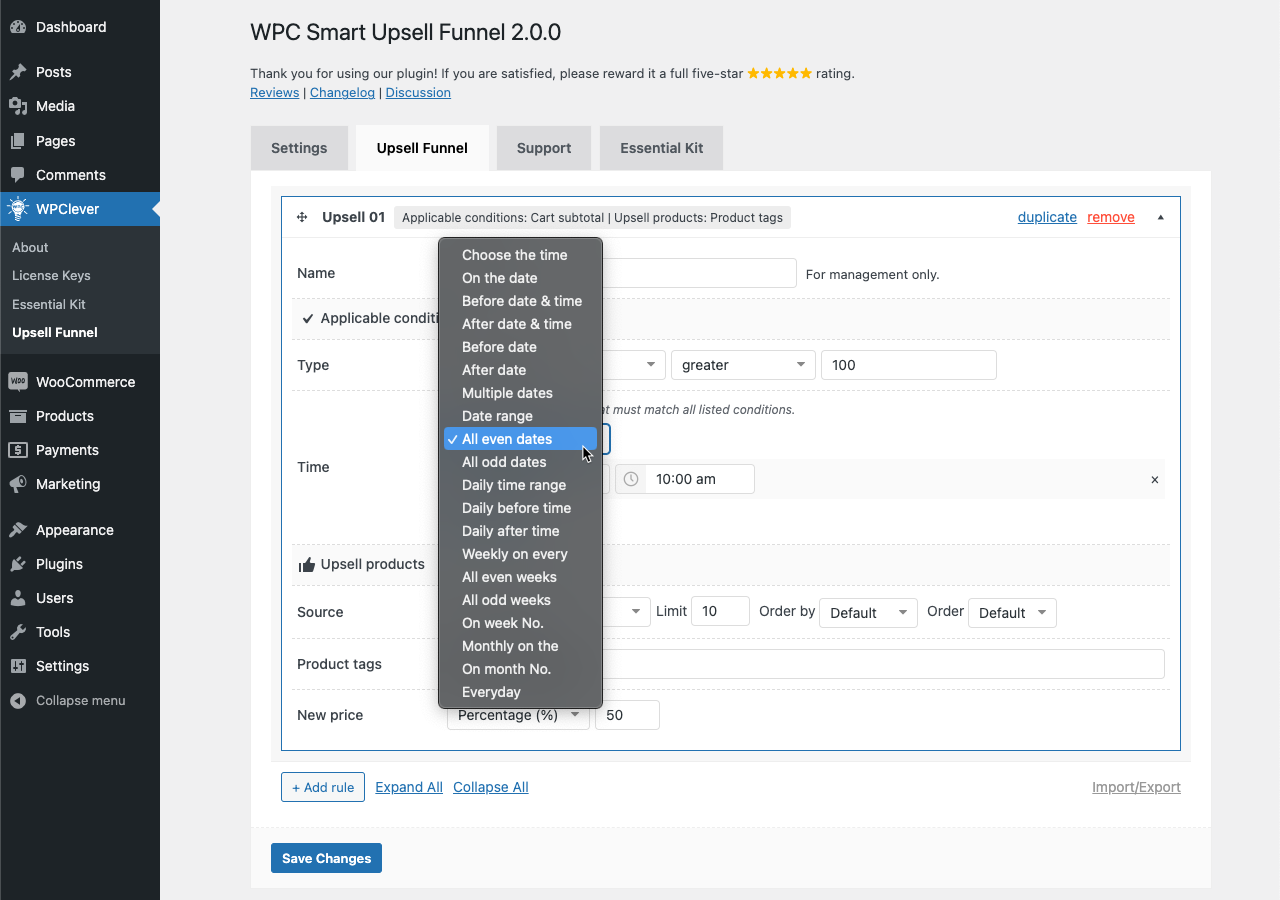 Dashboard
Posts
Media
Pages
Comments
WPClever
About
License Keys
Essential Kit
Upsell Funnel
WooCommerce
Products
Payments
Marketing
Appearance
Plugins
Users
Tools
Settings
Collapse menu
WPC Smart Upsell Funnel 2.0.0
Thank you for using our plugin! If you are satisfied, please reward it a full five-star ⭐⭐⭐⭐⭐ rating.
Reviews | Changelog | Discussion
Settings
Upsell Funnel
Support
Essential Kit
Upsell 01 Applicable conditions: Cart subtotal | Upsell products: Product tags duplicate remove
Name
For management only.
Applicable conditi
Type
greater
100
must match all listed conditions.
Time
10:00 am
×
Choose the time
On the date
Before date & time
After date & time
Before date
After date
Multiple dates
Date range
✓ All even dates
All odd dates
Daily time range
Daily before time
Daily after time
Weekly on every
All even weeks
All odd weeks
On week No.
Monthly on the
On month No.
Everyday
Upsell products
Source
Limit 10 Order by Default Order Default
Product tags
New price
Percentage (%)
50
+ Add rule Expand All Collapse All
Import/Export
Save Changes